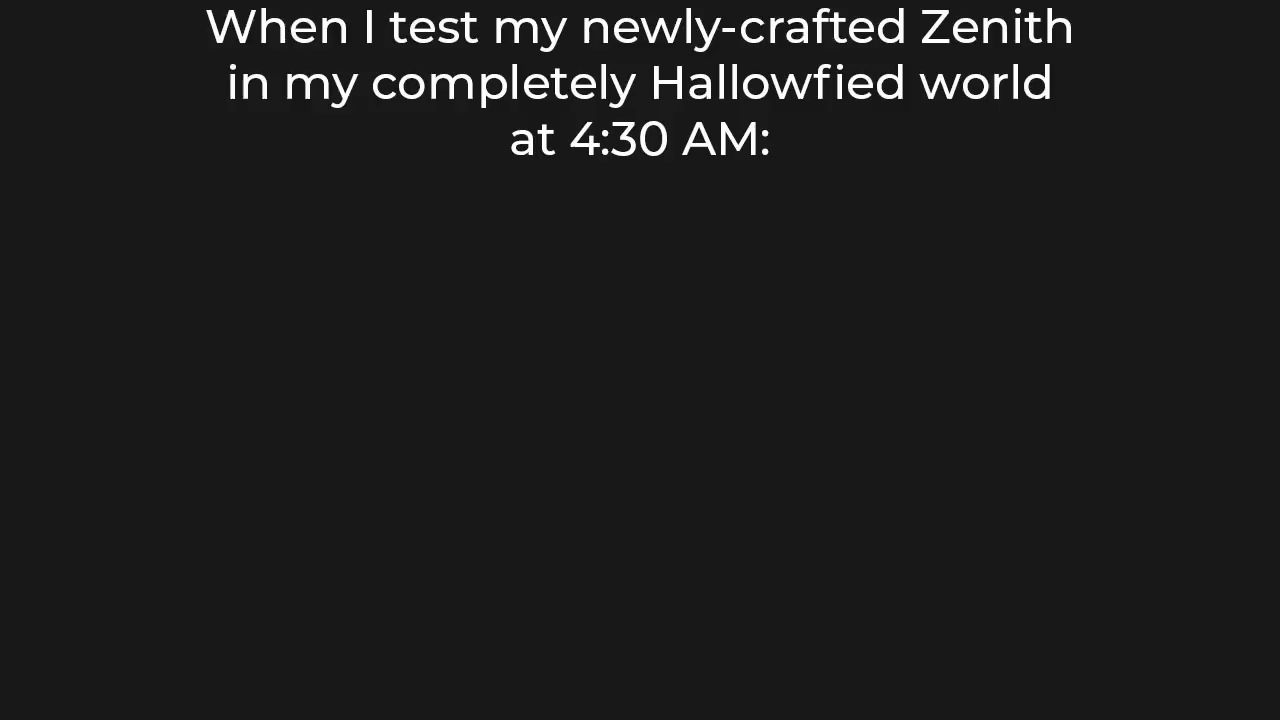 When I test my newly-crafted Zenith
in my completely Hallowfied world
at 4:30 AM: